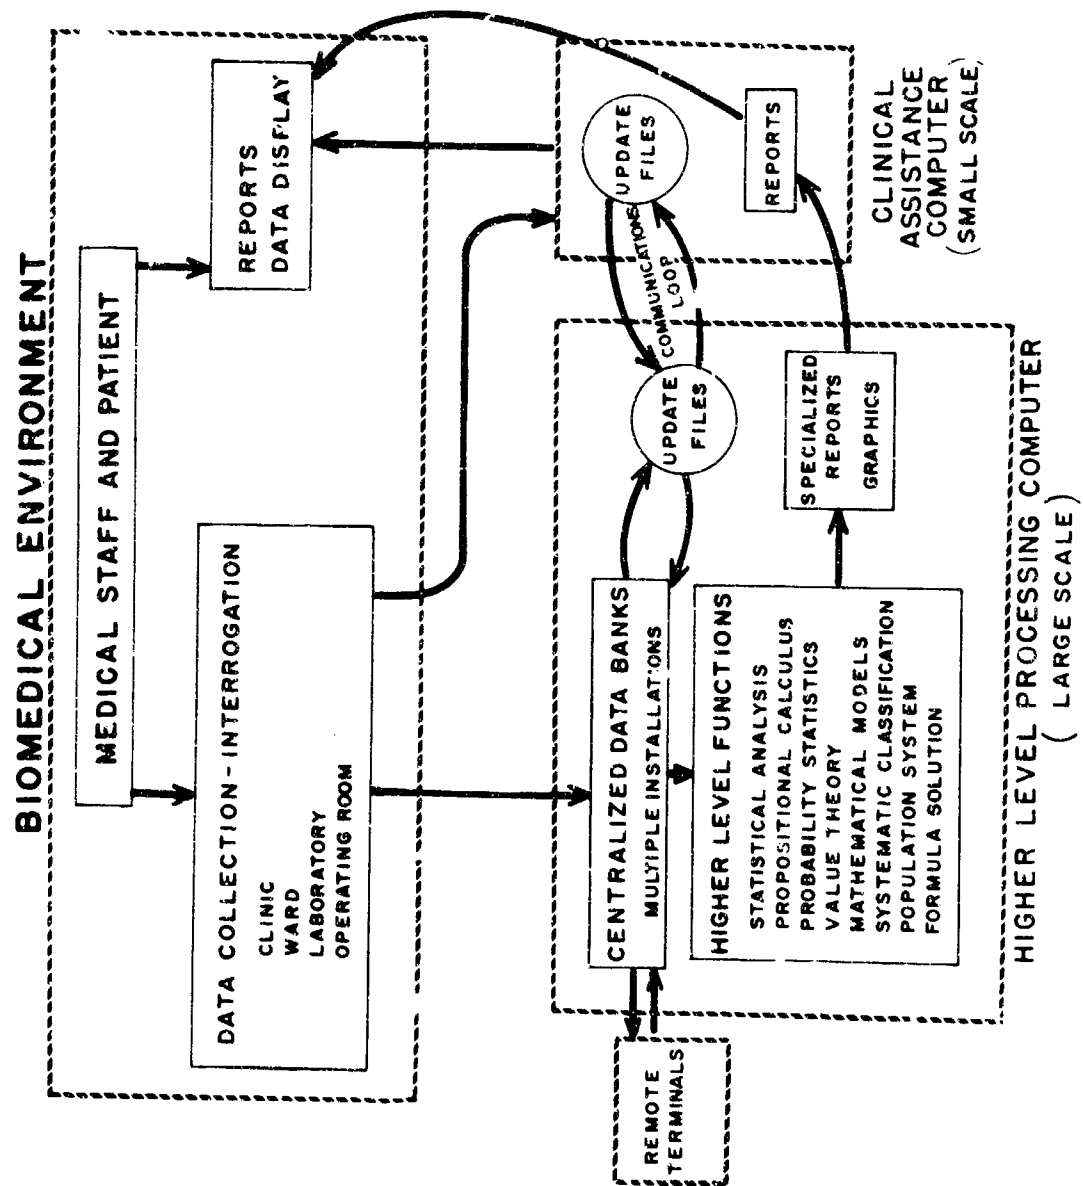 BIOMEDICAL ENVIRONMENT
MEDICAL STAFF AND PATIENT
DATA COLLECTION-INTERROGATION
CLINIC
WARD
LABORATORY
OPERATING ROOM
REPORTS
DATA DISPLAY
REMOTE
TERMINALS
CENTRALIZED DATA BANKS
MULTIPLE INSTALLATIONS
HIGHER LEVEL FUNCTIONS
STATISTICAL ANALYSIS
PROPOSITIONAL CALCULUS
PROBABILITY STATISTICS
VALUE THEORY
MATHEMATICAL MODELS
SYSTEMATIC CLASSIFICATION
POPULATION SYSTEM
FORMULA SOLUTION
UPDATE
FILES
COMMUNICATIONS
LOOP
UPDATE
FILES
SPECIALIZED
REPORTS
GRAPHICS
REPORTS
CLINICAL
ASSISTANCE
COMPUTER
(SMALL SCALE)
HIGHER LEVEL PROCESSING COMPUTER
( LARGE SCALE )